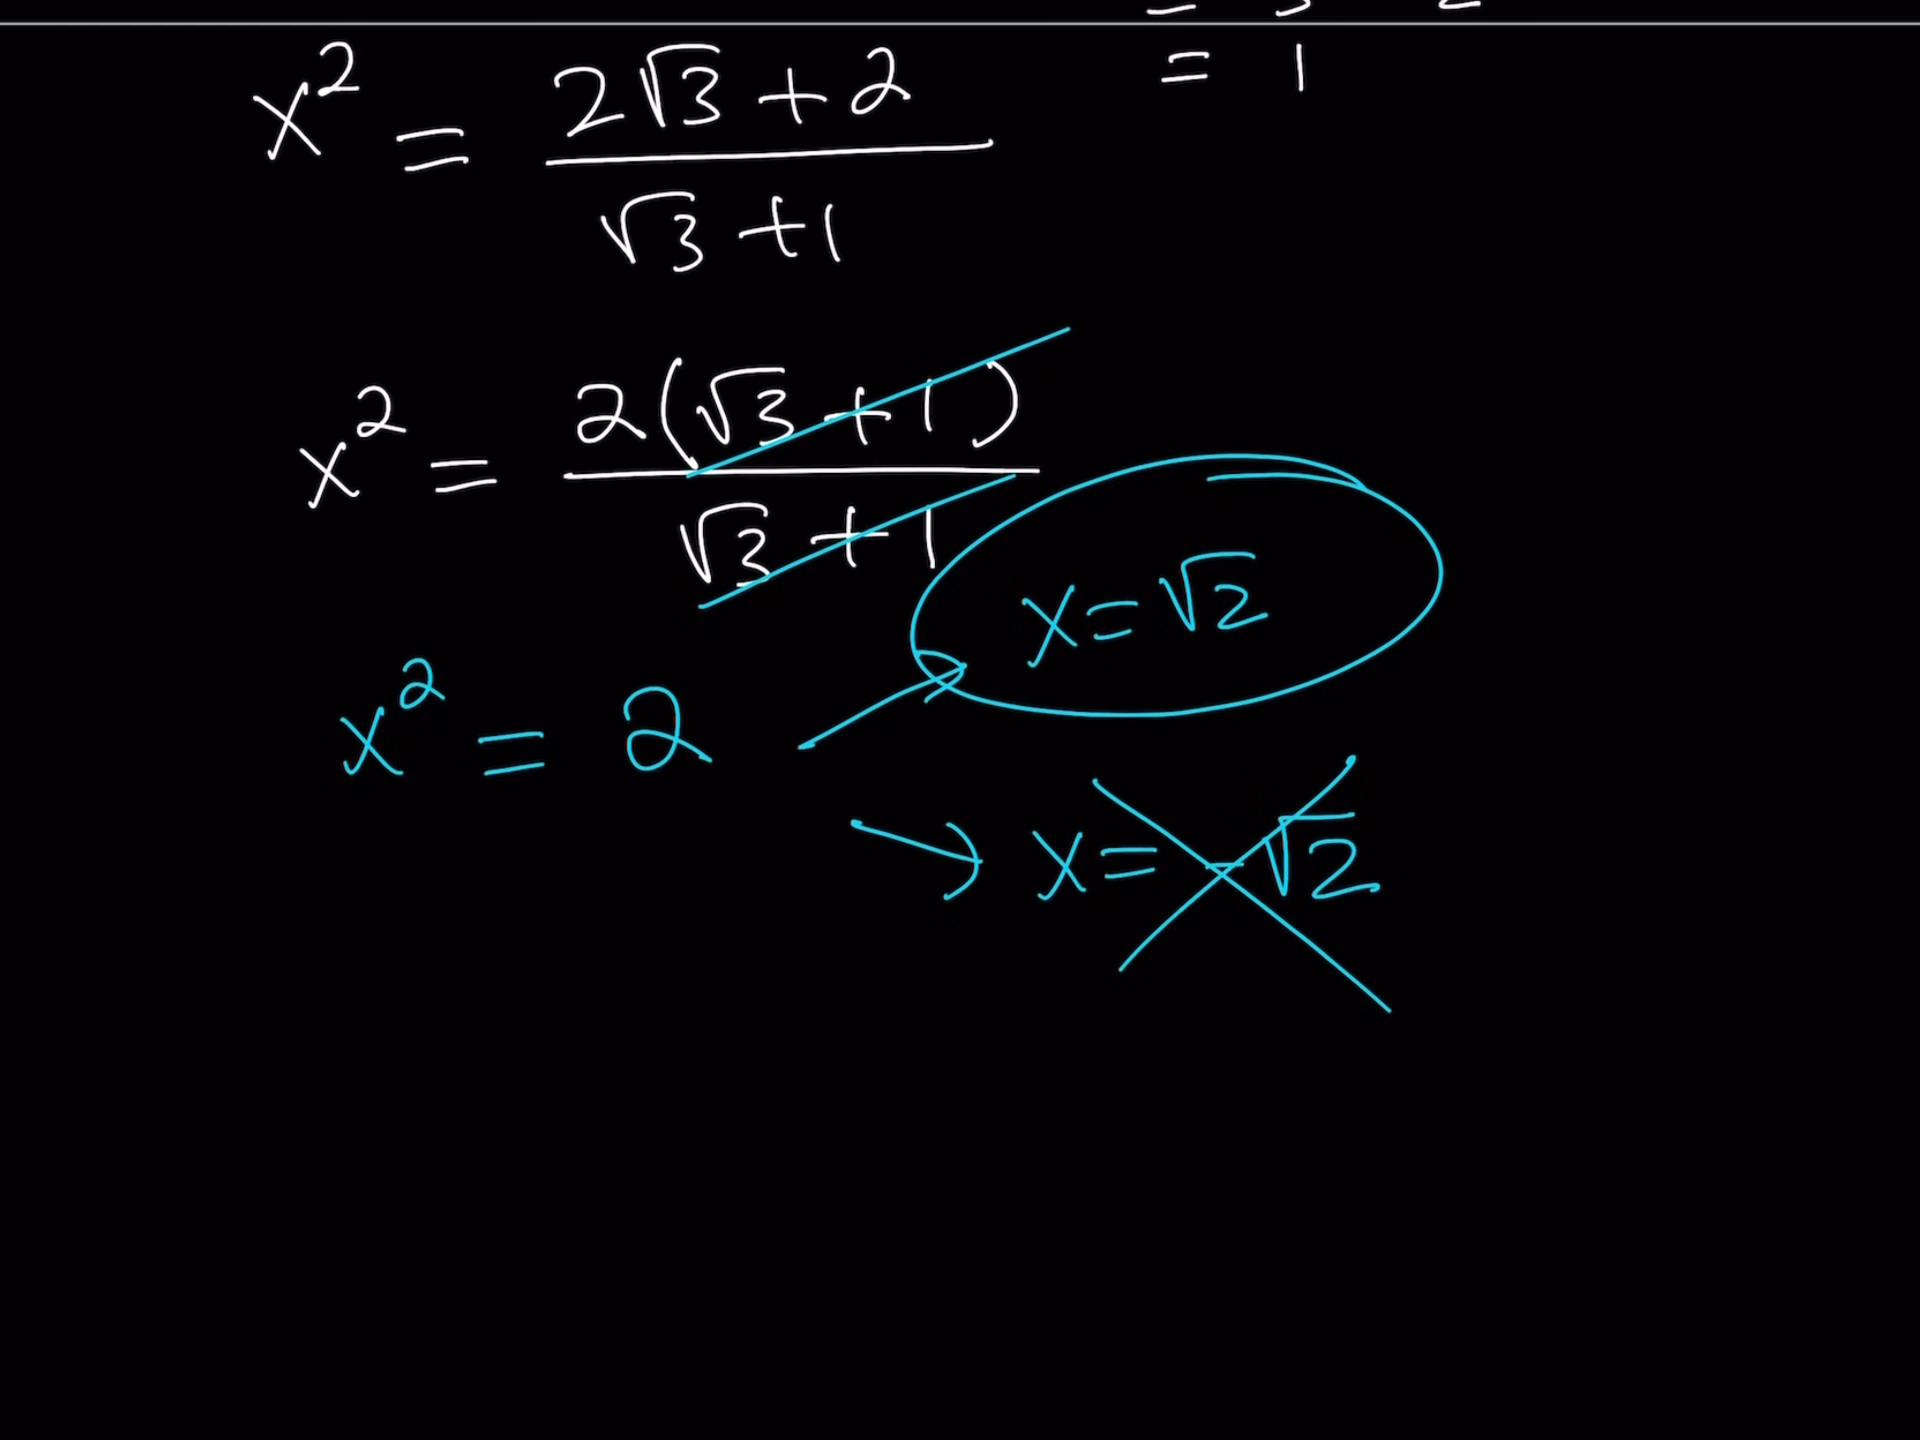 x² = (2√3 + 2)/(√3 + 1)
= 1
x² = 2(√3 + 1)/(√3 + 1)
x = √2
x² = 2
x = -√2